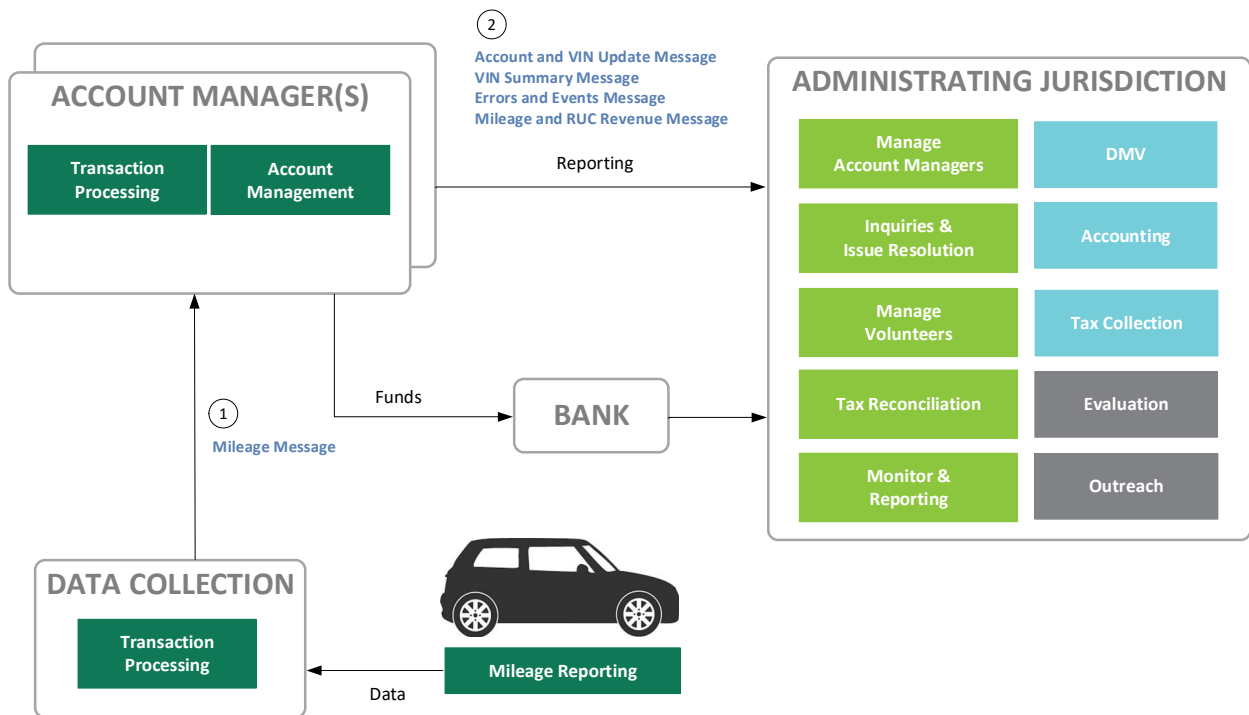 2
Account and VIN Update Message
VIN Summary Message
Errors and Events Message
Mileage and RUC Revenue Message
ACCOUNT MANAGER(S)
Transaction
Processing
Account
Management
Reporting
ADMINISTRATING JURISDICTION
Manage
Account Managers
DMV
Inquiries &
Issue Resolution
Accounting
Manage
Volunteers
Tax Collection
Tax Reconciliation
Evaluation
Monitor &
Reporting
Outreach
Funds
BANK
1
Mileage Message
DATA COLLECTION
Transaction
Processing
Data
Mileage Reporting